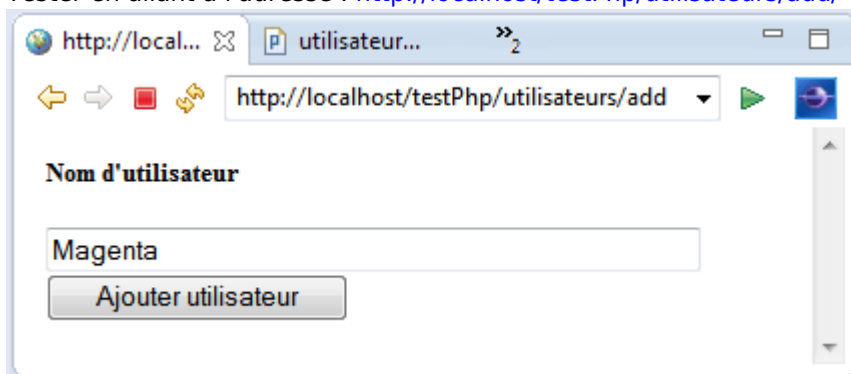 http://local...
utilisateur...
»2
http://localhost/testPhp/utilisateurs/add
Nom d'utilisateur
Magenta
Ajouter utilisateur